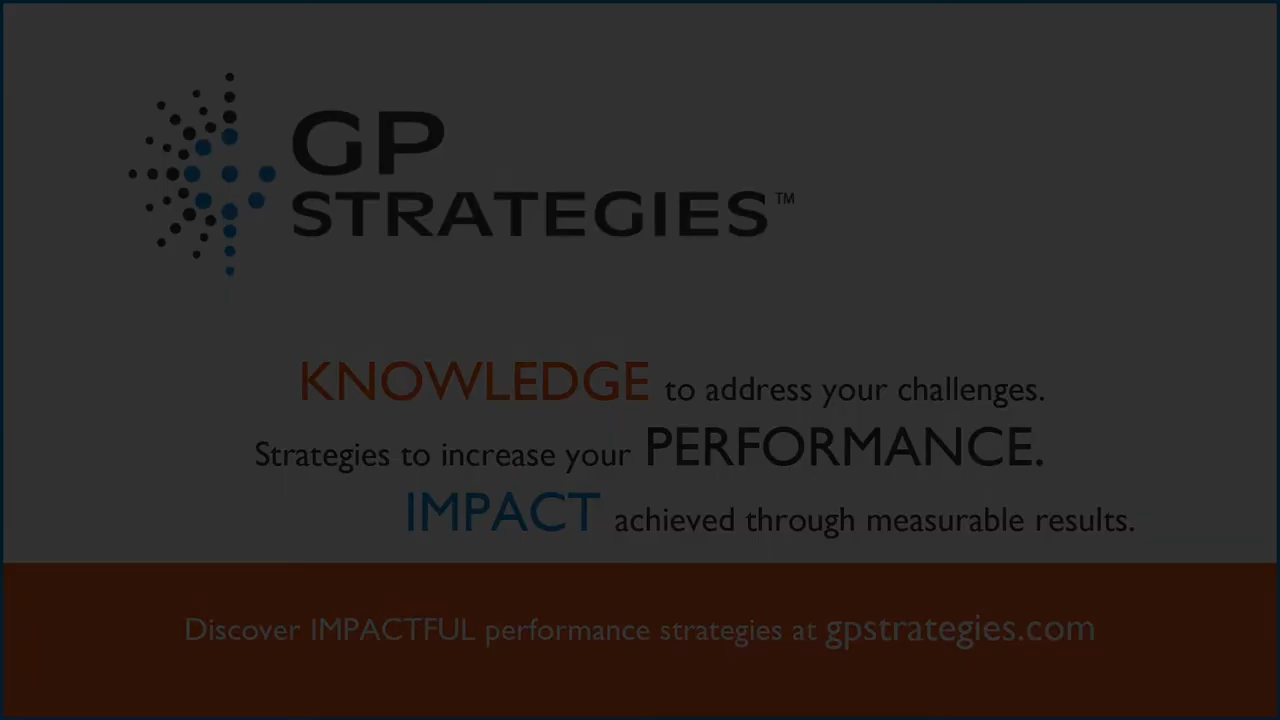 GP
STRATEGIES™
KNOWLEDGE to address your challenges.
Strategies to increase your PERFORMANCE.
IMPACT achieved through measurable results.
Discover IMPACTFUL performance strategies at gpstrategies.com